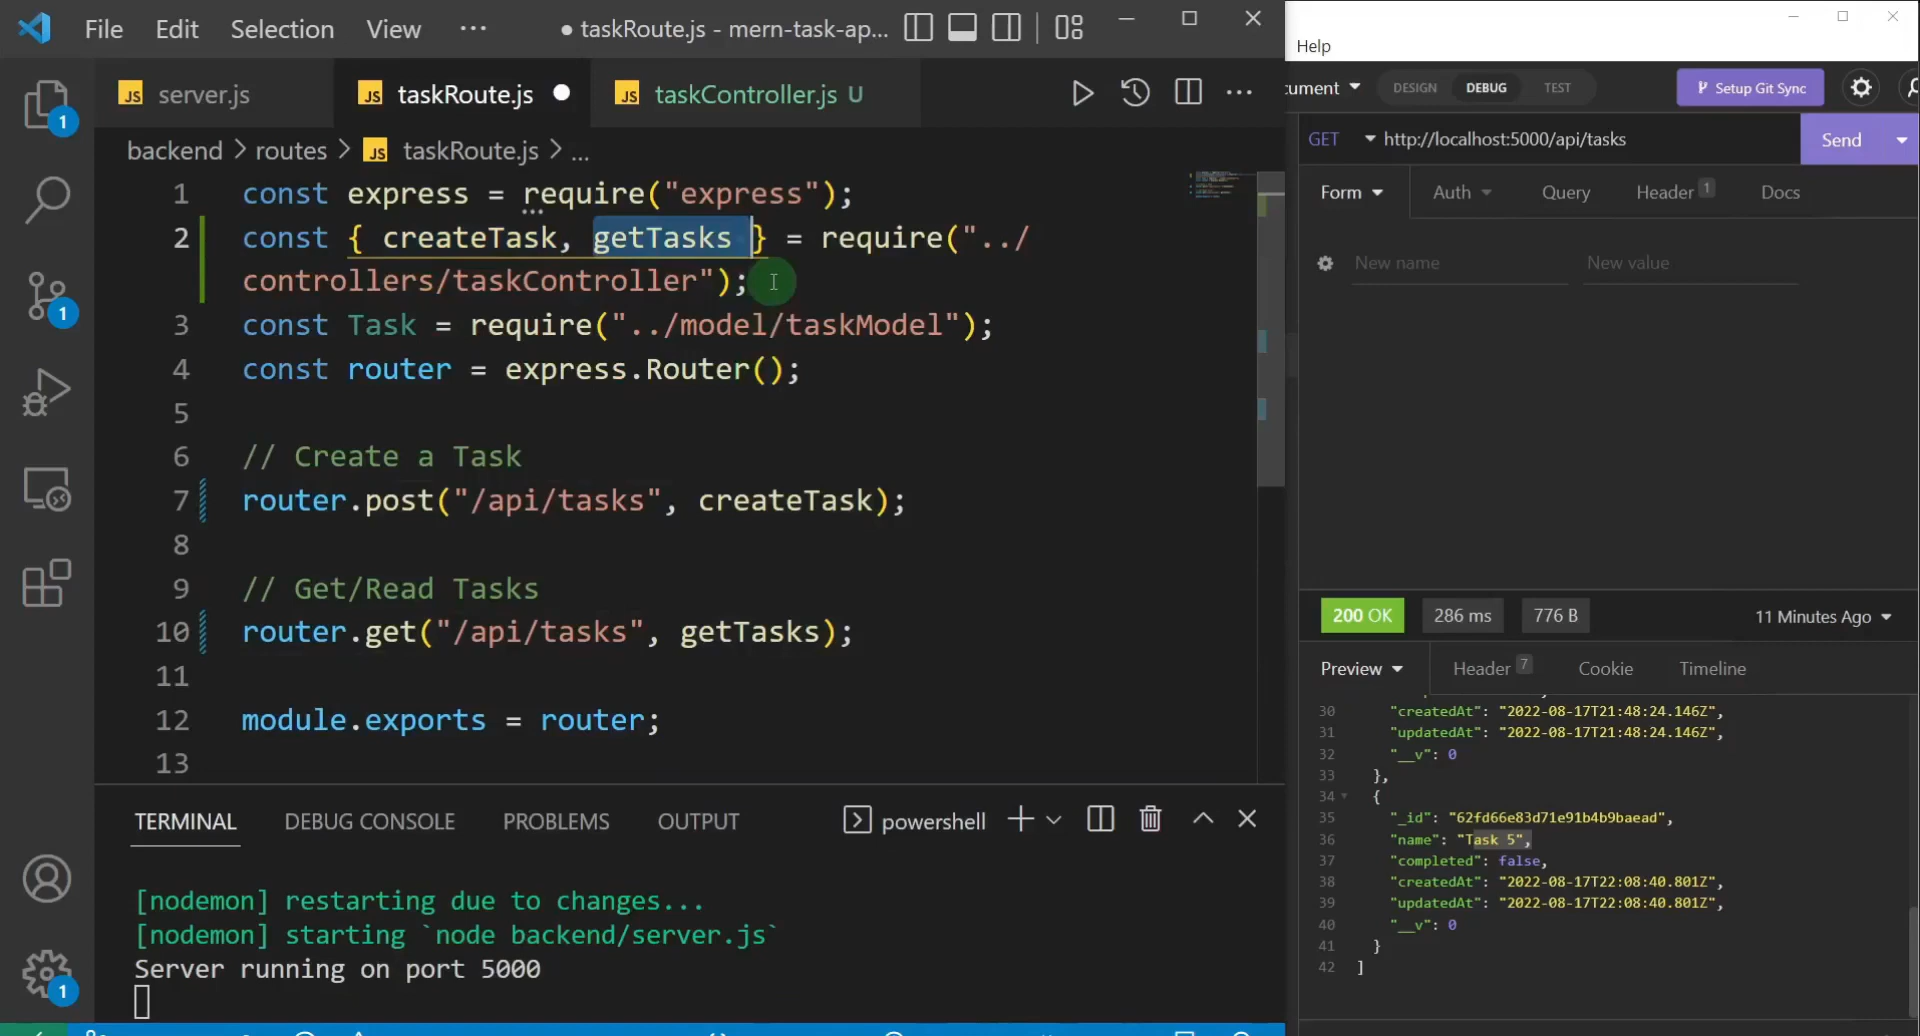 File Edit Selection View ··· ● taskRoute.js - mern-task-ap...
JS server.js JS taskRoute.js ● JS taskController.js U ···
backend > routes > JS taskRoute.js > ...
1 const express = require("express");
2 const { createTask, getTasks } = require("../
controllers/taskController");
3 const Task = require("../model/taskModel");
4 const router = express.Router();
5
6 // Create a Task
7 router.post("/api/tasks", createTask);
8
9 // Get/Read Tasks
10 router.get("/api/tasks", getTasks);
11
12 module.exports = router;
13
1
1
1
TERMINAL DEBUG CONSOLE PROBLEMS OUTPUT powershell
[nodemon] restarting due to changes...
[nodemon] starting `node backend/server.js`
Server running on port 5000
Help
cument DESIGN DEBUG TEST Setup Git Sync
GET http://localhost:5000/api/tasks Send
Form Auth Query Header 1 Docs
New name New value
200 OK 286 ms 776 B 11 Minutes Ago
Preview Header 7 Cookie Timeline
30 "createdAt": "2022-08-17T21:48:24.146Z",
31 "updatedAt": "2022-08-17T21:48:24.146Z",
32 "__v": 0
33 },
34 {
35 "_id": "62fd66e83d71e91b4b9baead",
36 "name": "Task 5",
37 "completed": false,
38 "createdAt": "2022-08-17T22:08:40.801Z",
39 "updatedAt": "2022-08-17T22:08:40.801Z",
40 "__v": 0
41 }
42 ]